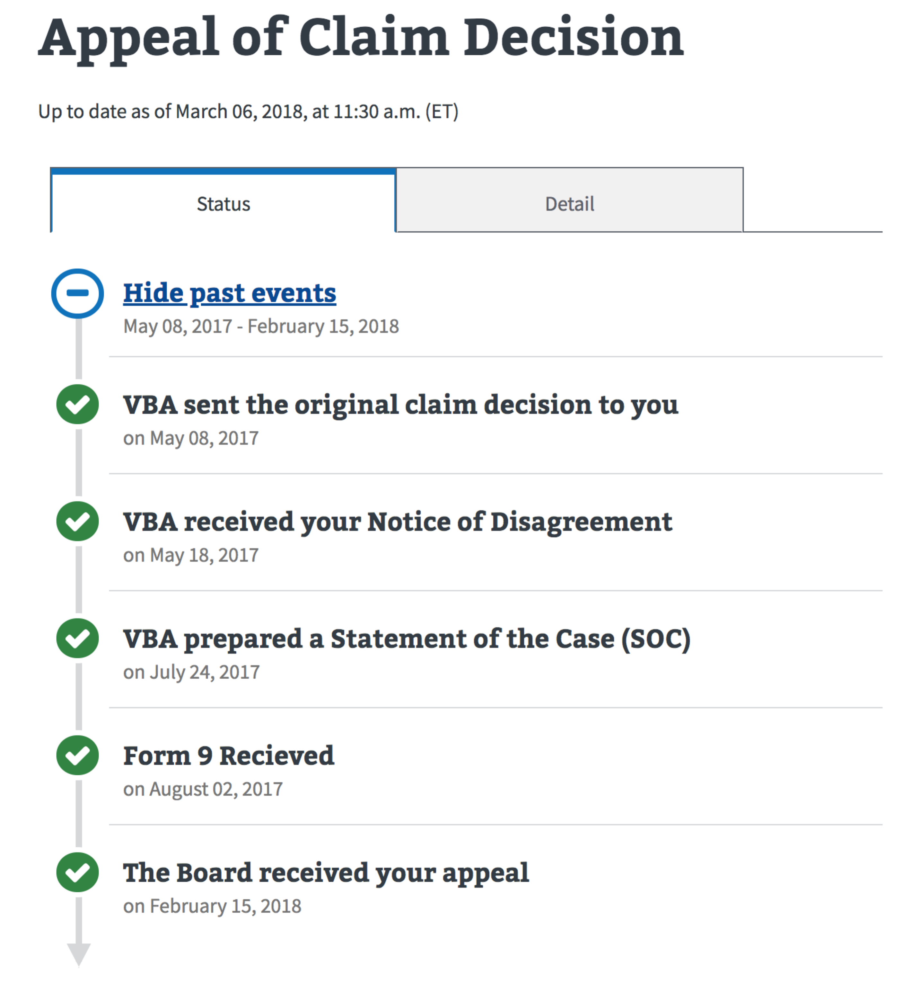 Appeal of Claim Decision
Up to date as of March 06, 2018, at 11:30 a.m. (ET)
Status
Detail
Hide past events
May 08, 2017 - February 15, 2018
VBA sent the original claim decision to you
on May 08, 2017
VBA received your Notice of Disagreement
on May 18, 2017
VBA prepared a Statement of the Case (SOC)
on July 24, 2017
Form 9 Recieved
on August 02, 2017
The Board received your appeal
on February 15, 2018